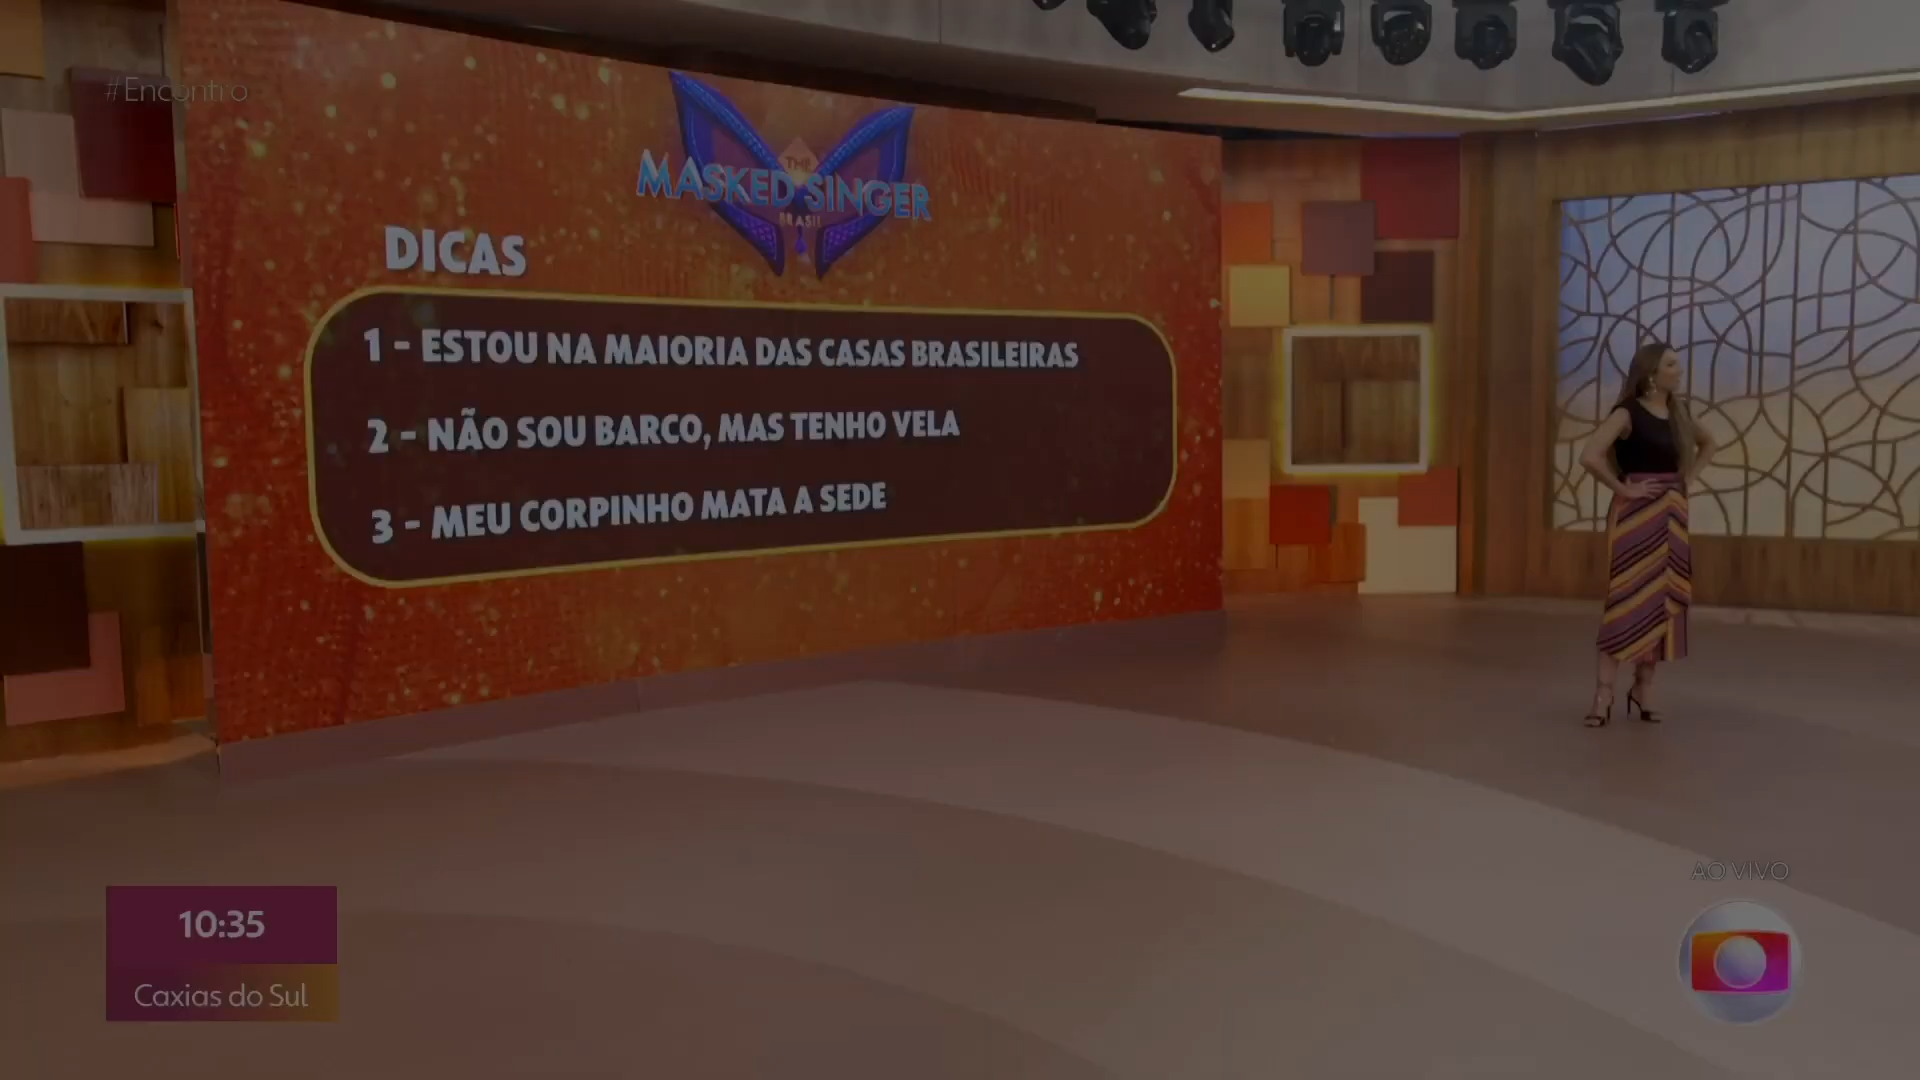 #Encontro
THE
MASKED SINGER
BRASIL
DICAS
1 - ESTOU NA MAIORIA DAS CASAS BRASILEIRAS
2 - NÃO SOU BARCO, MAS TENHO VELA
3 - MEU CORPINHO MATA A SEDE
AO VIVO
10:35
Caxias do Sul